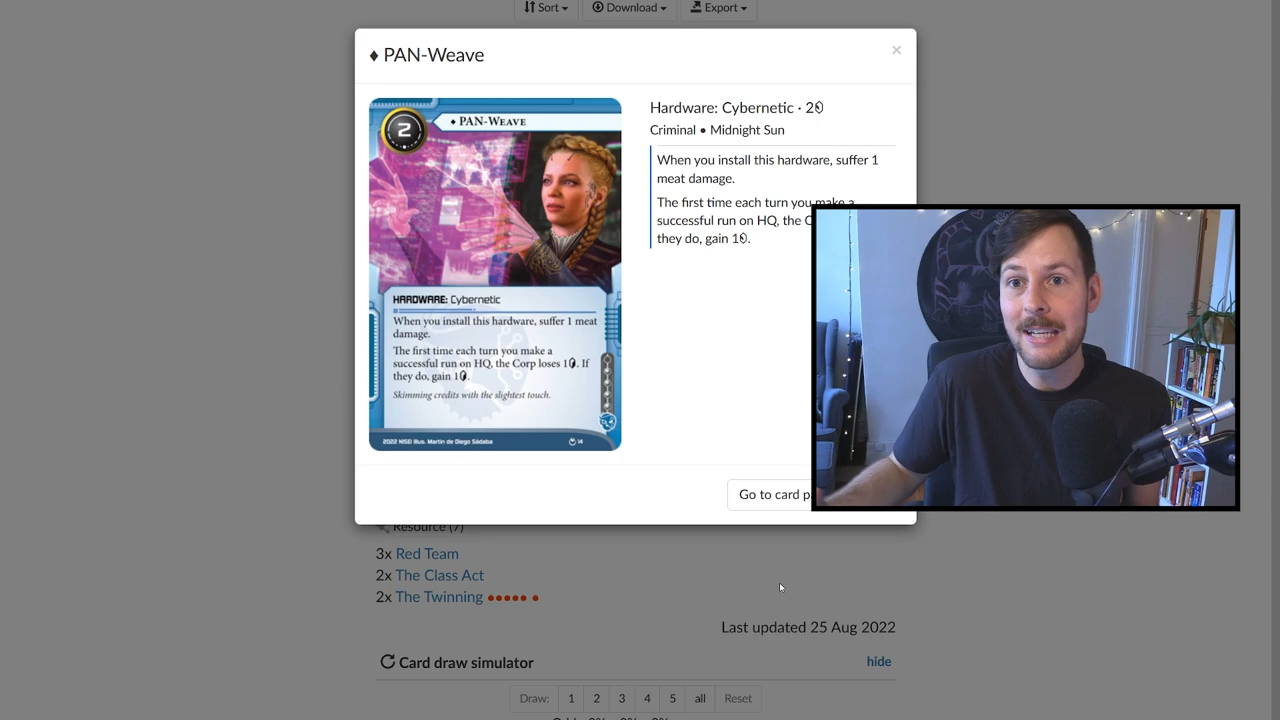 Sort
Download
Export
♦ PAN-Weave
×
2
♦ PAN-Weave
HARDWARE: Cybernetic
When you install this hardware, suffer 1 meat
damage.
The first time each turn you make a
successful run on HQ, the Corp loses 1. If
they do, gain 1.
Skimming credits with the slightest touch.
2022 NISEI Illus. Martin de Diego Sádaba
14
Hardware: Cybernetic · 2
Criminal • Midnight Sun
When you install this hardware, suffer 1
meat damage.
The first time each turn you make a
successful run on HQ, the
they do, gain 1.
Go to card
Resource (7)
3x Red Team
2x The Class Act
2x The Twinning ●●●●● ●
Last updated 25 Aug 2022
Card draw simulator
hide
Draw: 1 2 3 4 5 all Reset